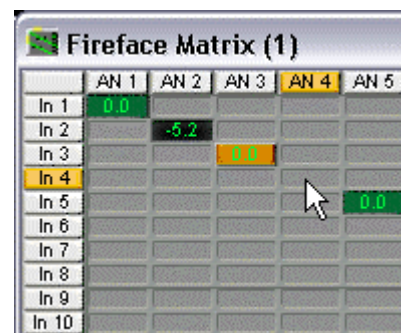 Fireface Matrix (1)
AN 1 AN 2 AN 3 AN 4 AN 5
In 1 0.0
In 2 -5.2
In 3 0.0
In 4
In 5 0.0
In 6
In 7
In 8
In 9
In 10